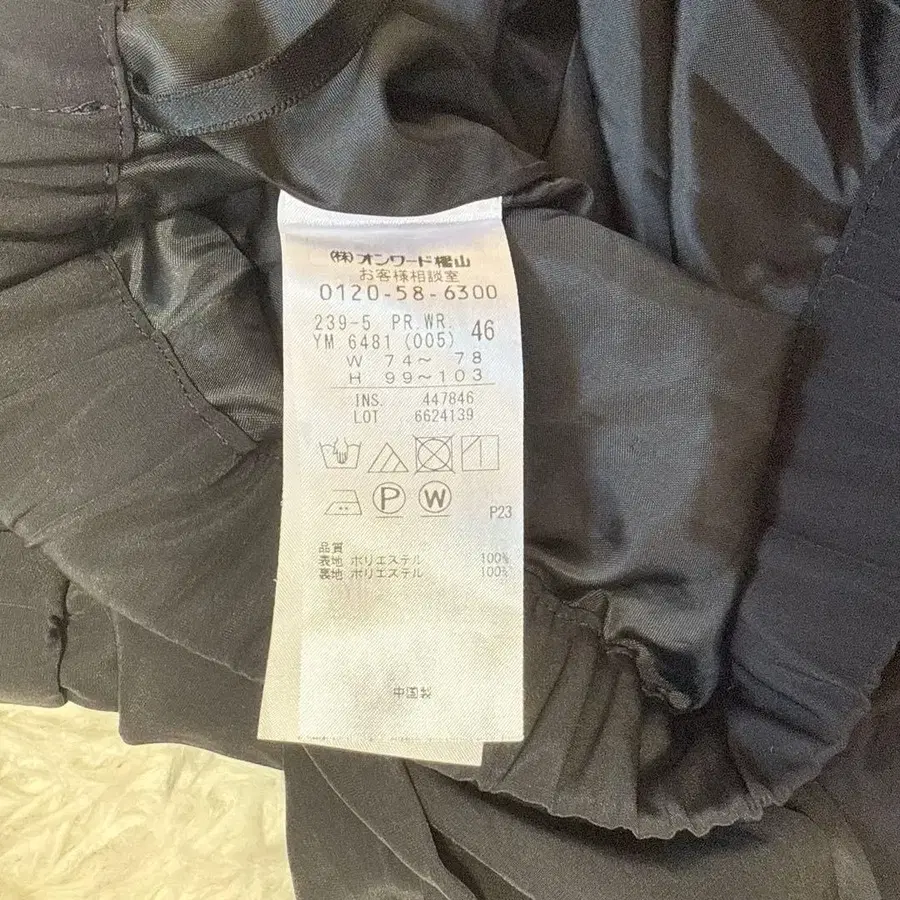 (株)オンワード樫山
お客様相談室
0120-58-6300
239-5 PR.WR. 46
YM 6481 (005)
W 74~ 78
H 99~103
INS. 447846
LOT 6624139
P W
P23
品質
表地 ポリエステル 100%
裏地 ポリエステル 100%
中国製